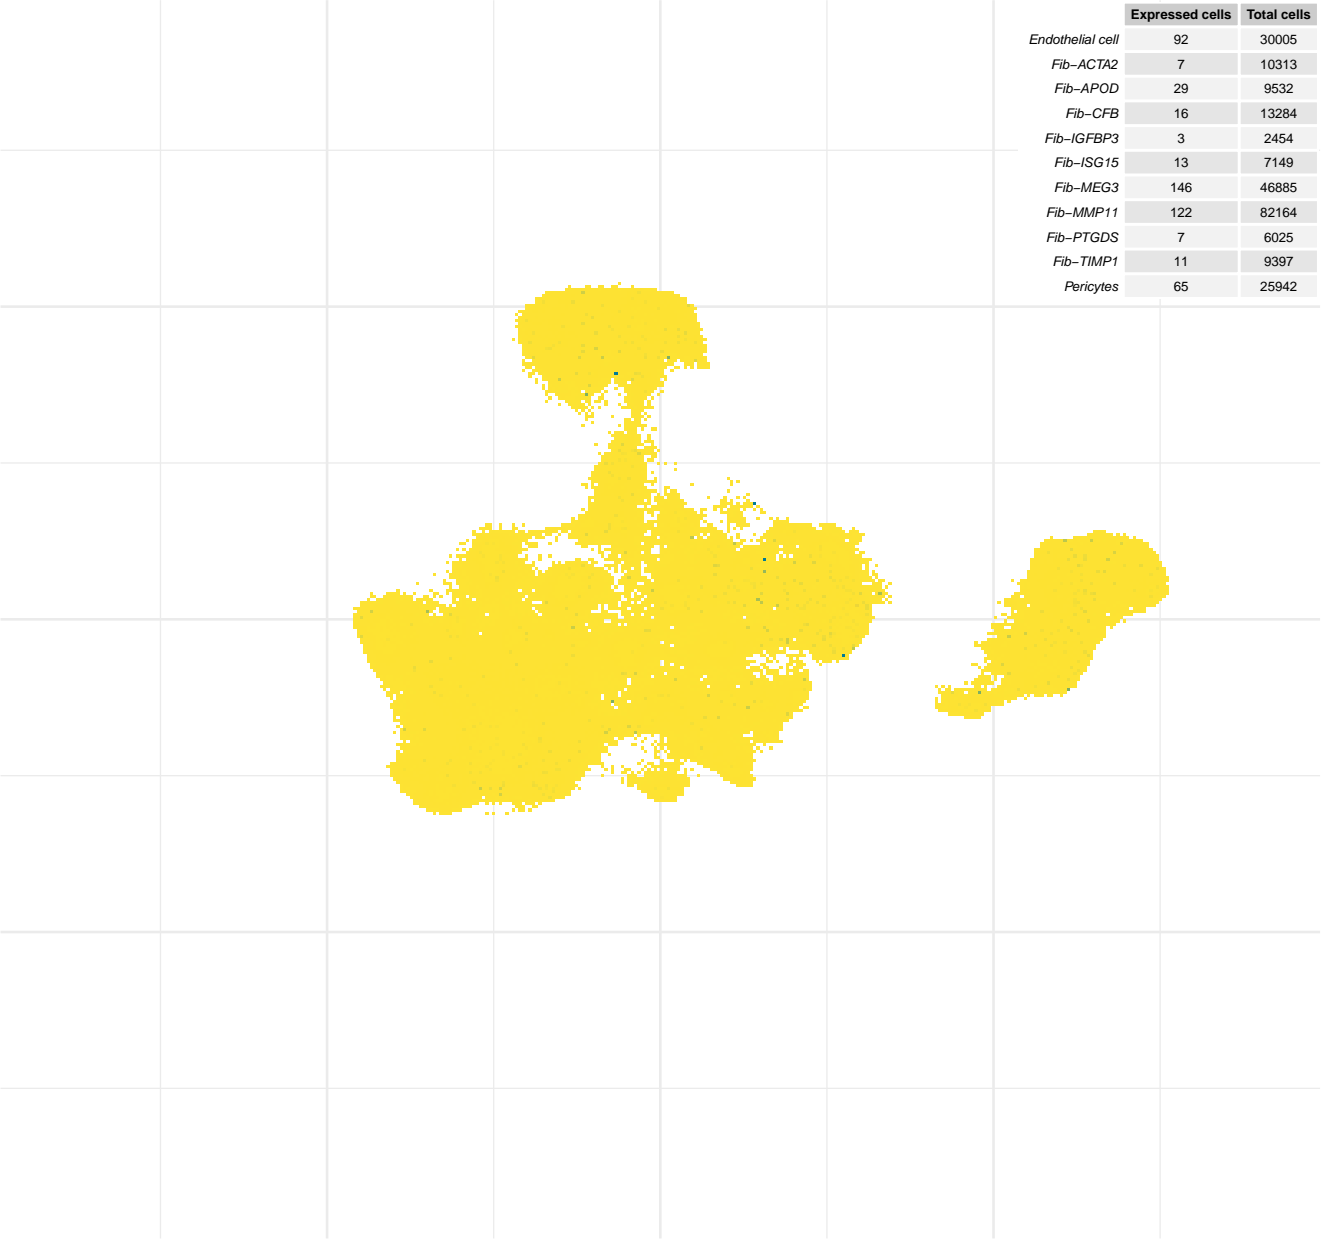 Expressed cells Total cells
Endothelial cell 92 30005
Fib−ACTA2 7 10313
Fib−APOD 29 9532
Fib−CFB 16 13284
Fib−IGFBP3 3 2454
Fib−ISG15 13 7149
Fib−MEG3 146 46885
Fib−MMP11 122 82164
Fib−PTGDS 7 6025
Fib−TIMP1 11 9397
Pericytes 65 25942